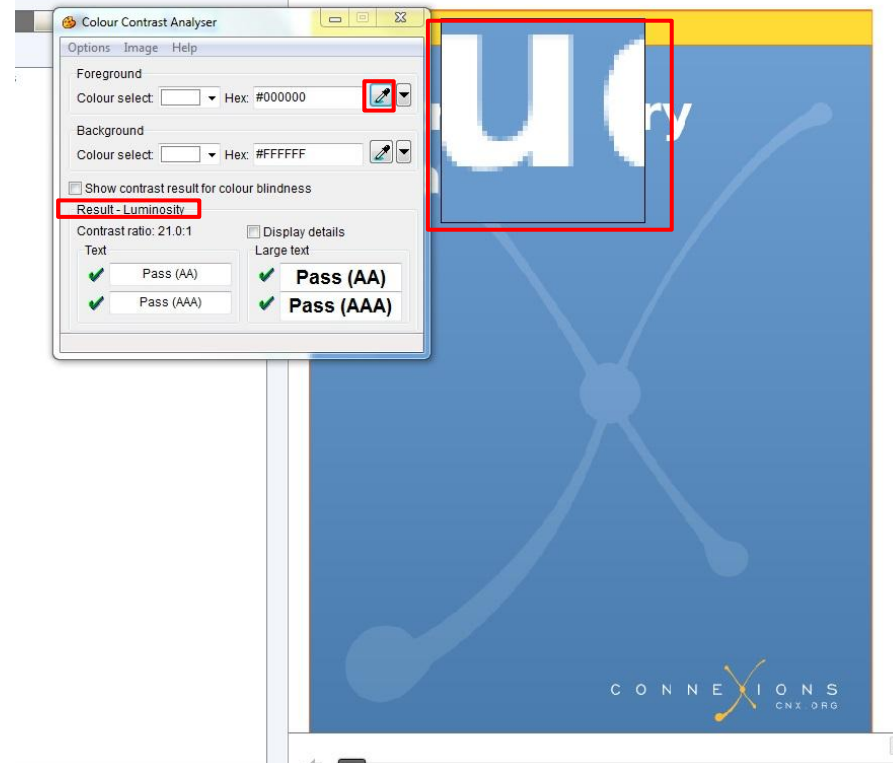 Colour Contrast Analyser
Options Image Help
Foreground
Colour select: Hex: #000000
Background
Colour select: Hex: #FFFFFF
Show contrast result for colour blindness
Result - Luminosity
Contrast ratio: 21.0:1 Display details
Text Large text
Pass (AA) Pass (AA)
Pass (AAA) Pass (AAA)
ry
CONNEXIONS
CNX.ORG